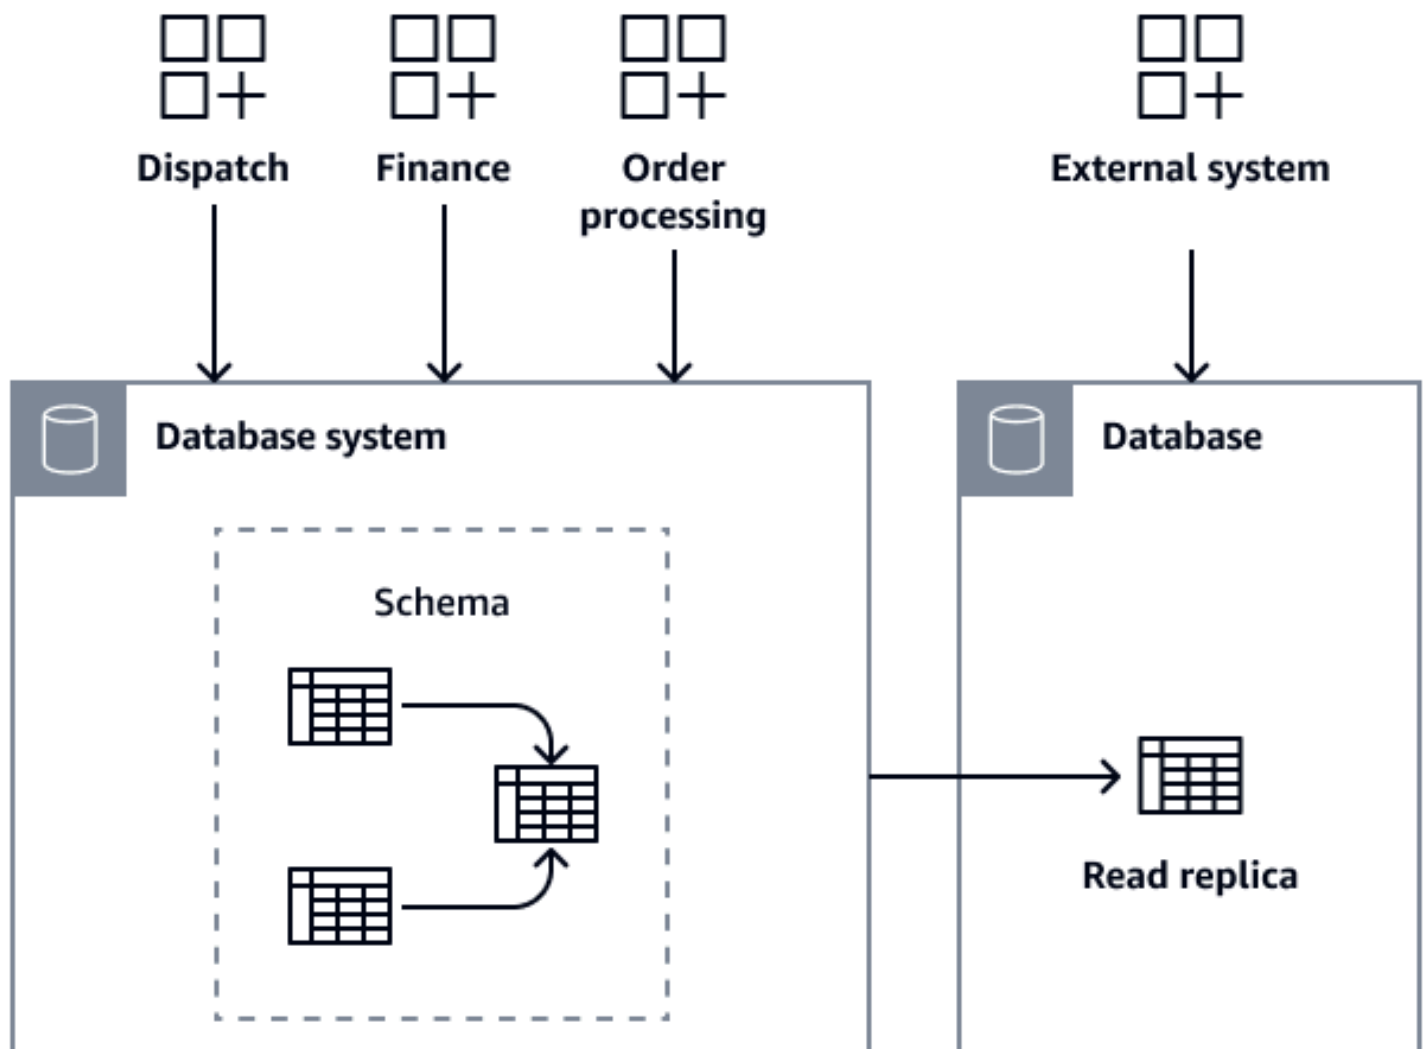 Dispatch
Finance
Order
processing
External system
Database system
Database
Schema
Read replica